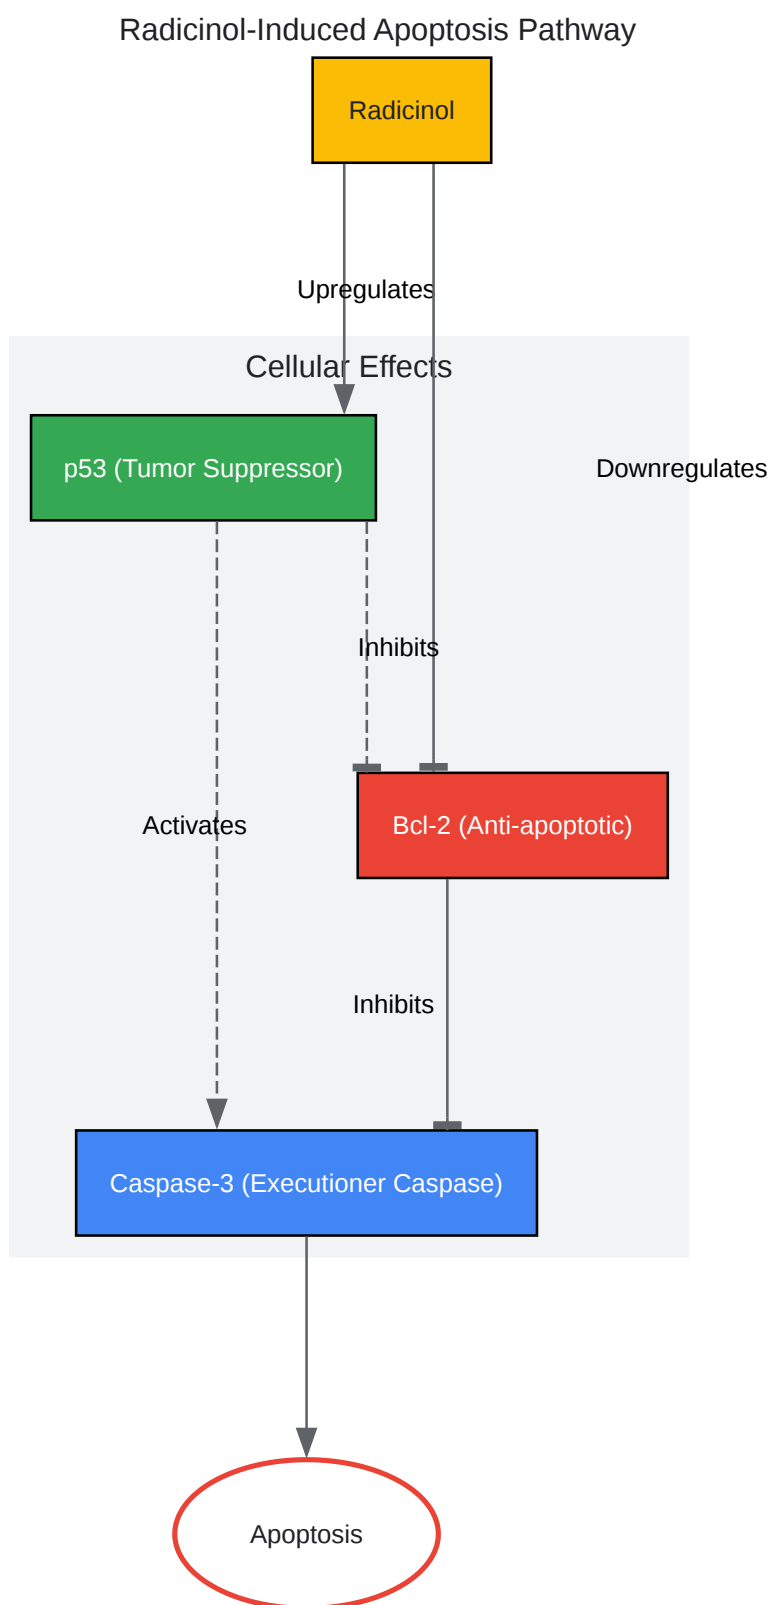 Radicinol-Induced Apoptosis Pathway
Radicinol
Upregulates
Cellular Effects
p53 (Tumor Suppressor)
Downregulates
Inhibits
Activates
Bcl-2 (Anti-apoptotic)
Inhibits
Caspase-3 (Executioner Caspase)
Apoptosis